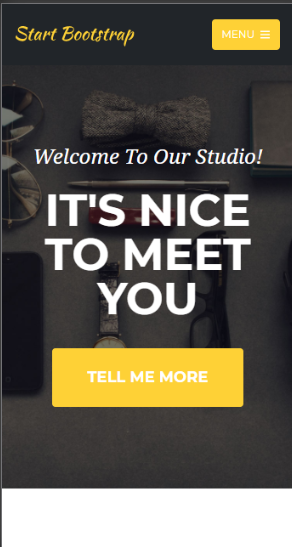 Start Bootstrap
MENU
Welcome To Our Studio!
IT'S NICE
TO MEET
YOU
TELL ME MORE